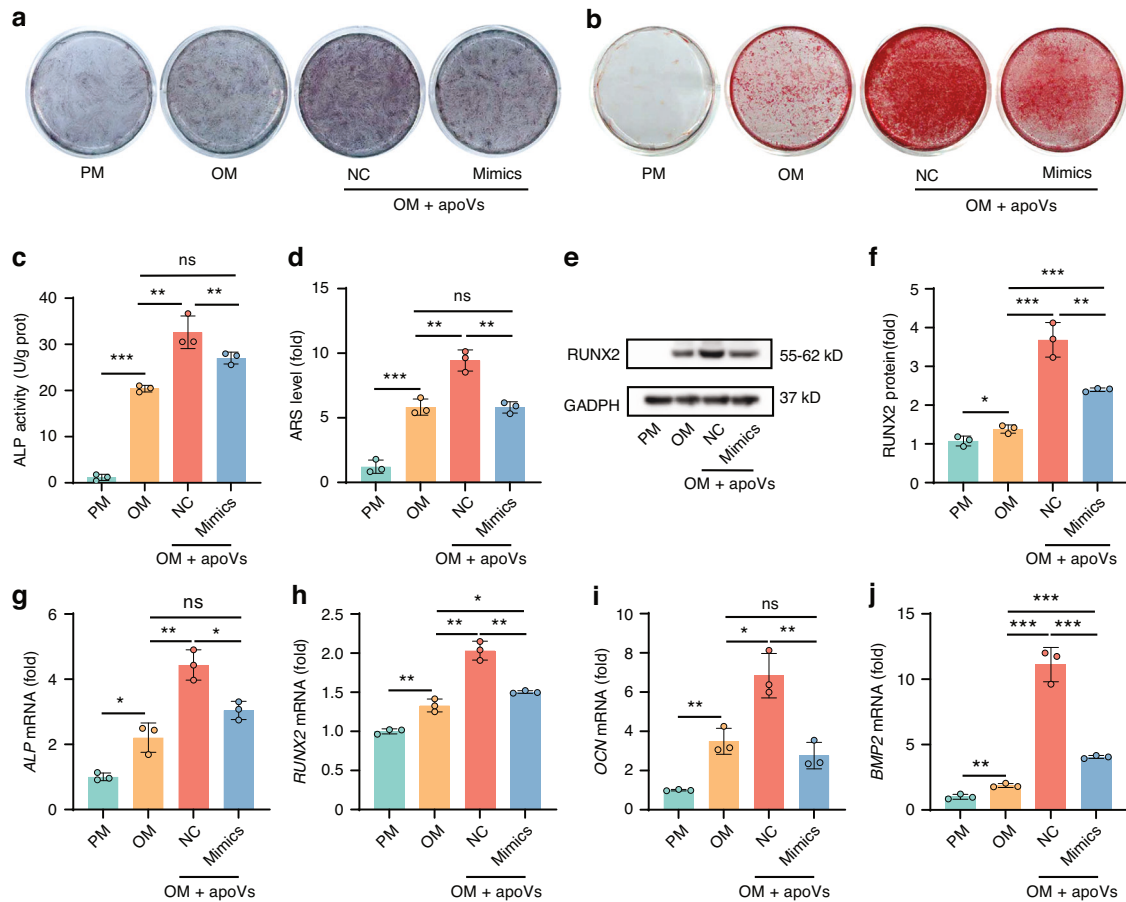 a
PM
OM
NC
Mimics
OM + apoVs
b
PM
OM
NC
Mimics
OM + apoVs
c
ns
**
**
***
ALP activity (U/g prot)
40
30
20
10
0
PM
OM
NC
Mimics
OM + apoVs
d
ns
**
**
***
ARS level (fold)
15
10
5
0
PM
OM
NC
Mimics
OM + apoVs
e
RUNX2
55-62 kD
GADPH
37 kD
PM
OM
NC
Mimics
OM + apoVs
f
***
***
**
*
RUNX2 protein(fold)
5
4
3
2
1
0
PM
OM
NC
Mimics
OM + apoVs
g
ns
**
*
*
ALP mRNA (fold)
6
4
2
0
PM
OM
NC
Mimics
OM + apoVs
h
*
**
**
**
RUNX2 mRNA (fold)
2.5
2.0
1.5
1.0
0.5
0.0
PM
OM
NC
Mimics
OM + apoVs
i
ns
*
**
**
OCN mRNA (fold)
10
8
6
4
2
0
PM
OM
NC
Mimics
OM + apoVs
j
***
***
***
**
BMP2 mRNA (fold)
15
10
5
0
PM
OM
NC
Mimics
OM + apoVs